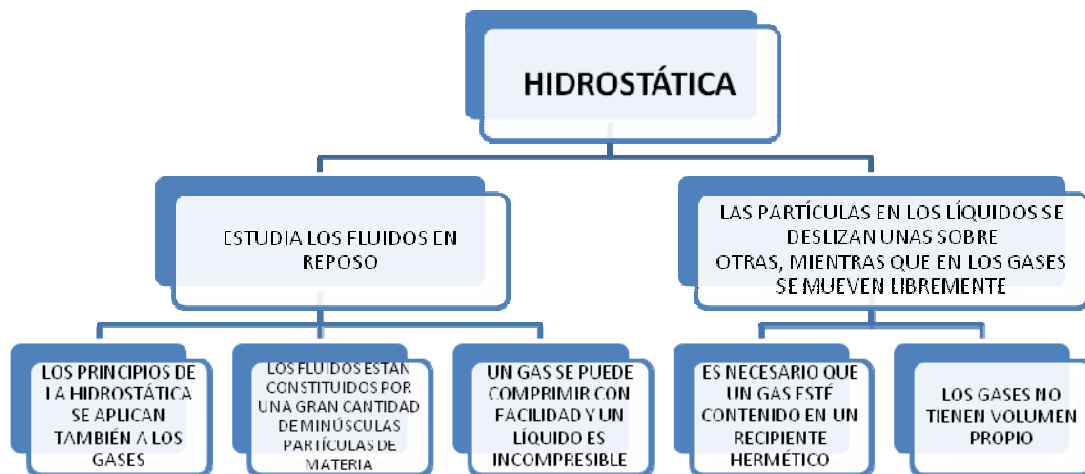 HIDROSTÁTICA
ESTUDIA LOS FLUIDOS EN
REPOSO
LAS PARTÍCULAS EN LOS LÍQUIDOS SE
DESLIZAN UNAS SOBRE
OTRAS, MIENTRAS QUE EN LOS GASES
SE MUEVEN LIBREMENTE
LOS PRINCIPIOS DE
LA HIDROSTÁTICA
SE APLICAN
TAMBIÉN A LOS
GASES
LOS FLUIDOS ESTAN
CONSTITUIDOS POR
UNA GRAN CANTIDAD
DE MINÚSCULAS
PARTÍCULAS DE
MATERIA
UN GAS SE PUEDE
COMPRIMIR CON
FACILIDAD Y UN
LÍQUIDO ES
INCOMPRESIBLE
ES NECESARIO QUE
UN GAS ESTÉ
CONTENIDO EN UN
RECIPIENTE
HERMÉTICO
LOS GASES NO
TIENEN VOLUMEN
PROPIO